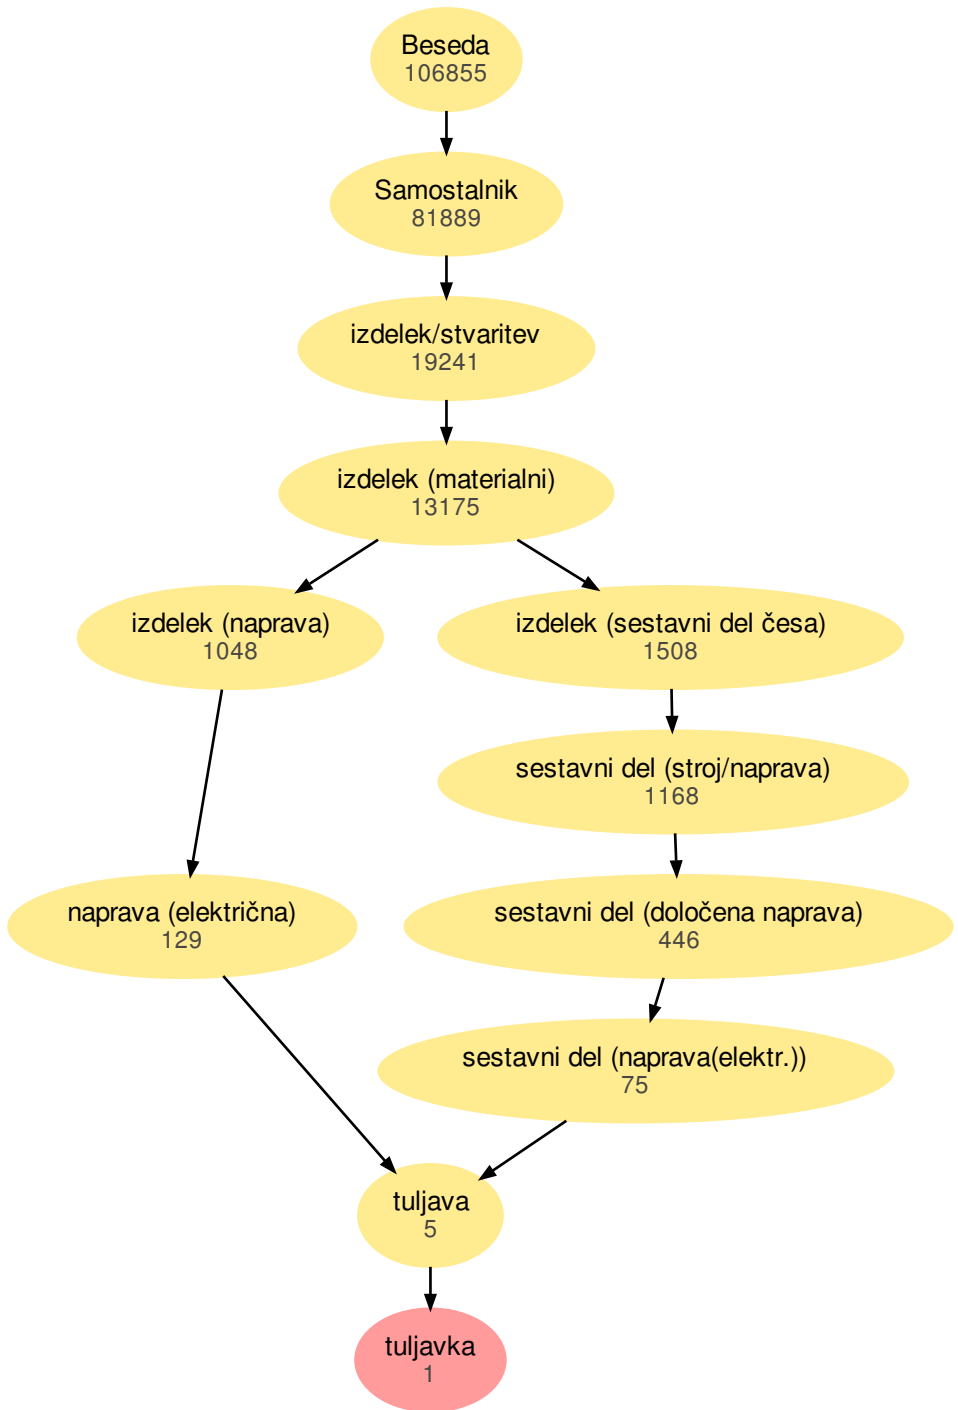 Beseda
106855
Samostalnik
81889
izdelek/stvaritev
19241
izdelek (materialni)
13175
izdelek (naprava)
1048
izdelek (sestavni del česa)
1508
sestavni del (stroj/naprava)
1168
naprava (električna)
129
sestavni del (določena naprava)
446
sestavni del (naprava(elektr.))
75
tuljava
5
tuljavka
1